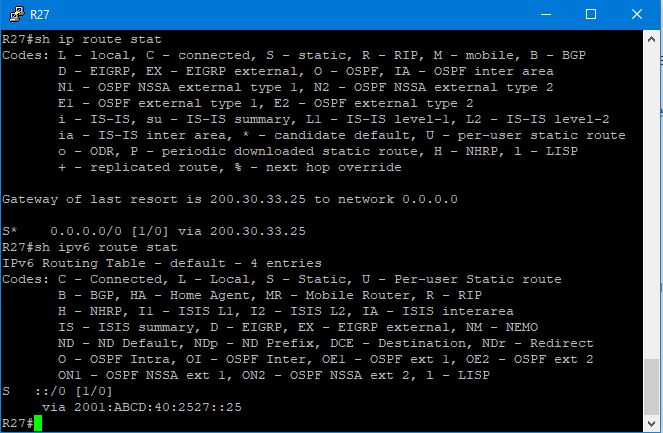 R27
R27#sh ip route stat
Codes: L - local, C - connected, S - static, R - RIP, M - mobile, B - BGP
D - EIGRP, EX - EIGRP external, O - OSPF, IA - OSPF inter area
N1 - OSPF NSSA external type 1, N2 - OSPF NSSA external type 2
E1 - OSPF external type 1, E2 - OSPF external type 2
i - IS-IS, su - IS-IS summary, L1 - IS-IS level-1, L2 - IS-IS level-2
ia - IS-IS inter area, * - candidate default, U - per-user static route
o - ODR, P - periodic downloaded static route, H - NHRP, l - LISP
+ - replicated route, % - next hop override
Gateway of last resort is 200.30.33.25 to network 0.0.0.0
S*    0.0.0.0/0 [1/0] via 200.30.33.25
R27#sh ipv6 route stat
IPv6 Routing Table - default - 4 entries
Codes: C - Connected, L - Local, S - Static, U - Per-user Static route
B - BGP, HA - Home Agent, MR - Mobile Router, R - RIP
H - NHRP, I1 - ISIS L1, I2 - ISIS L2, IA - ISIS interarea
IS - ISIS summary, D - EIGRP, EX - EIGRP external, NM - NEMO
ND - ND Default, NDp - ND Prefix, DCE - Destination, NDr - Redirect
O - OSPF Intra, OI - OSPF Inter, OE1 - OSPF ext 1, OE2 - OSPF ext 2
ON1 - OSPF NSSA ext 1, ON2 - OSPF NSSA ext 2, l - LISP
S   ::/0 [1/0]
via 2001:ABCD:40:2527::25
R27#